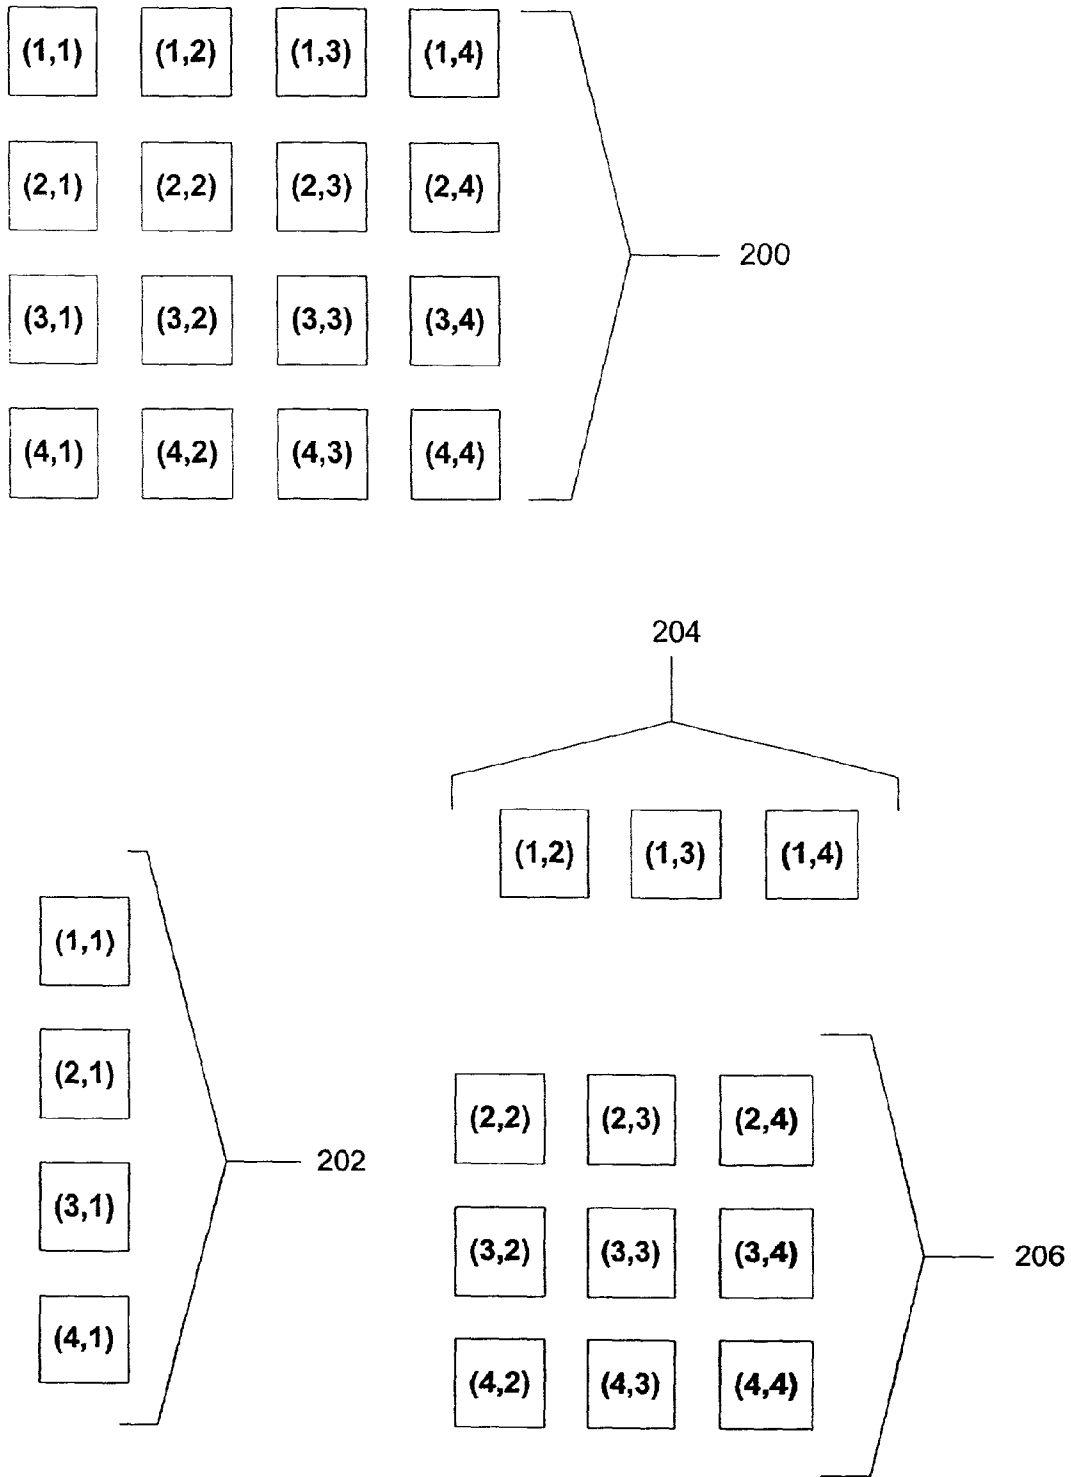 (1,1) (1,2) (1,3) (1,4)
(2,1) (2,2) (2,3) (2,4)
200
(3,1) (3,2) (3,3) (3,4)
(4,1) (4,2) (4,3) (4,4)
204
(1,2) (1,3) (1,4)
(1,1)
(2,1)
(3,1)
(4,1)
202
(2,2) (2,3) (2,4)
(3,2) (3,3) (3,4)
(4,2) (4,3) (4,4)
206